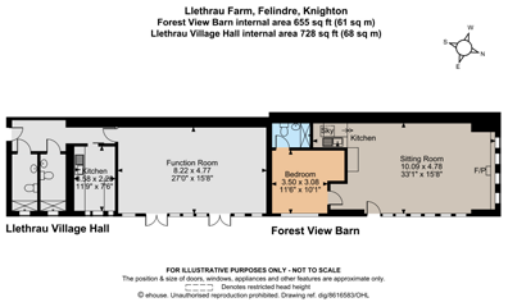 Llethrau Farm, Felindre, Knighton
Forest View Barn internal area 655 sq ft (61 sq m)
Llethrau Village Hall internal area 728 sq ft (68 sq m)
W
S
N
E
Sky
Kitchen
Kitchen
3.58 x 2.29
11'9" x 7'6"
Function Room
8.22 x 4.77
27'0" x 15'8"
Bedroom
3.50 x 3.08
11'6" x 10'1"
Sitting Room
10.09 x 4.78
33'1" x 15'8"
F/P
Llethrau Village Hall
Forest View Barn
FOR ILLUSTRATIVE PURPOSES ONLY - NOT TO SCALE
The position & size of doors, windows, appliances and other features are approximate only.
Denotes restricted head height
© ehouse. Unauthorised reproduction prohibited. Drawing ref. dig/8616583/OHL